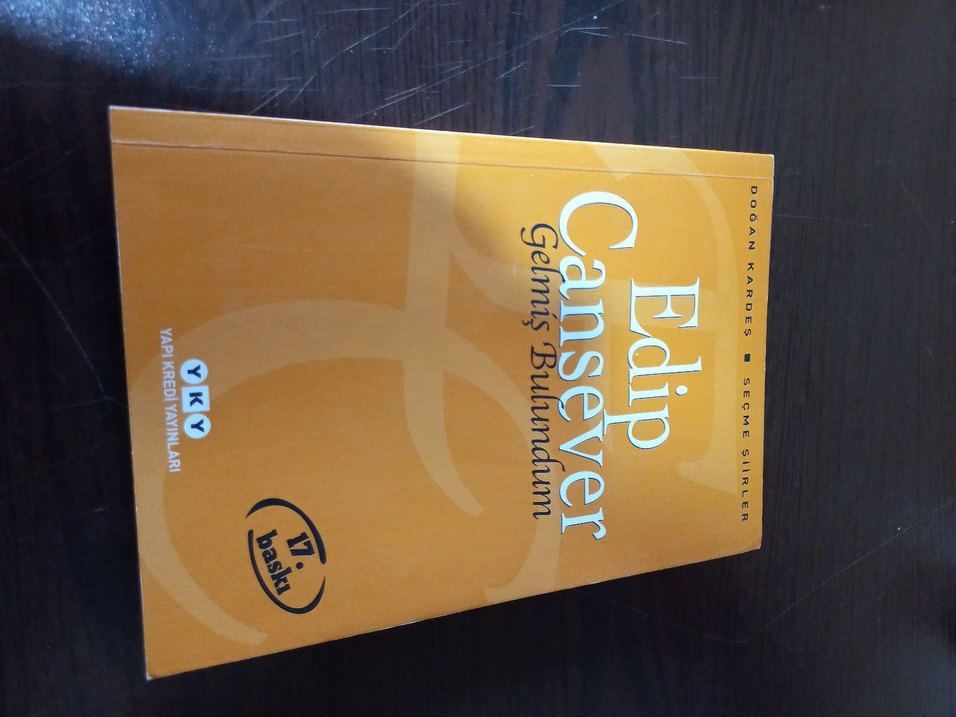 DOĞAN KARDEŞ ■ SEÇME ŞİİRLER
Edip
Cansever
Gelmiş Bulundum
17.
baskı
YKY
YAPI KREDİ YAYINLARI